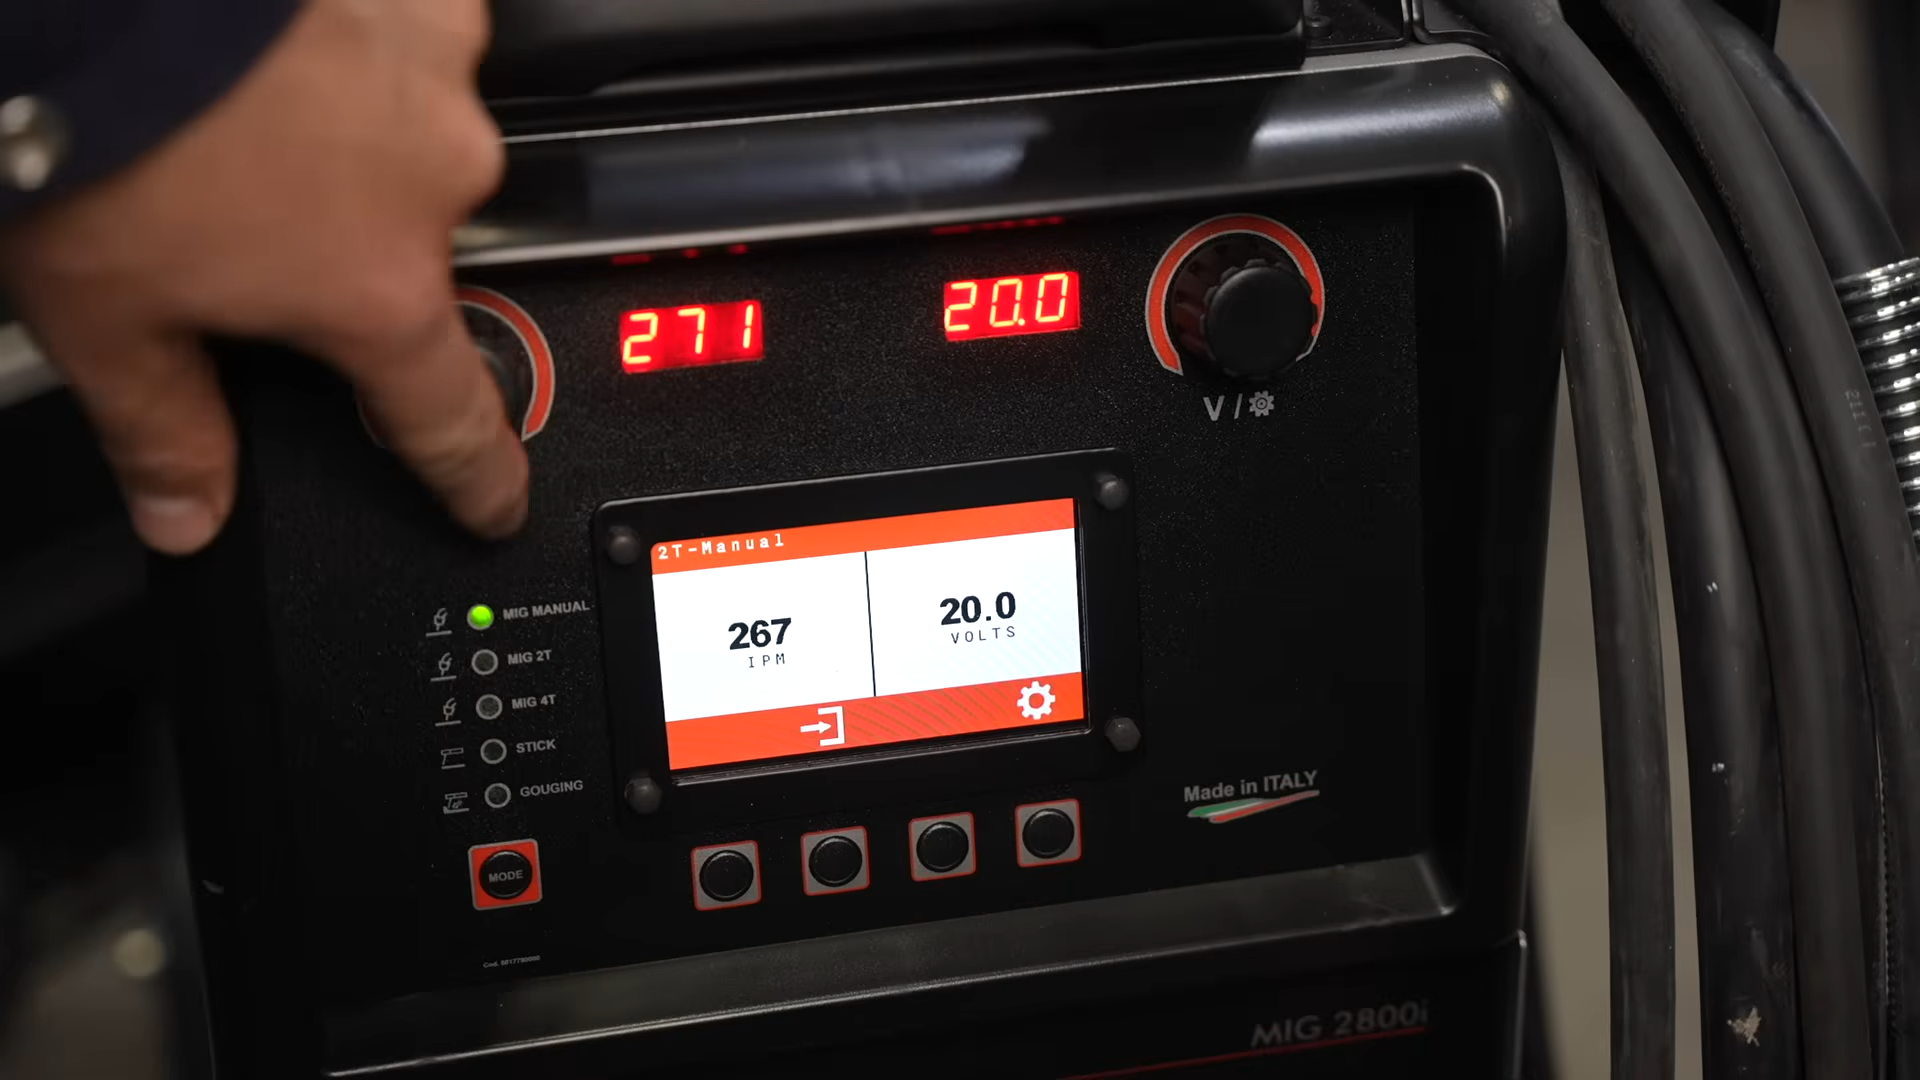 271
20.0
V /
2T-Manual
267
IPM
20.0
VOLTS
MIG MANUAL
MIG 2T
MIG 4T
STICK
GOUGING
MODE
Made in ITALY
MIG 2800i